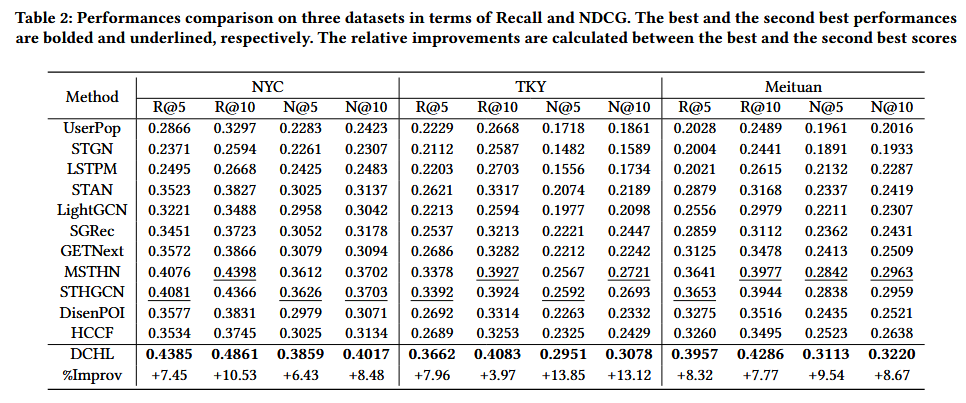 Table 2: Performances comparison on three datasets in terms of Recall and NDCG. The best and the second best performances
are bolded and underlined, respectively. The relative improvements are calculated between the best and the second best scores
Method NYC TKY Meituan
R@5 R@10 N@5 N@10 R@5 R@10 N@5 N@10 R@5 R@10 N@5 N@10
UserPop 0.2866 0.3297 0.2283 0.2423 0.2229 0.2668 0.1718 0.1861 0.2028 0.2489 0.1961 0.2016
STGN 0.2371 0.2594 0.2261 0.2307 0.2112 0.2587 0.1482 0.1589 0.2004 0.2441 0.1891 0.1933
LSTPM 0.2495 0.2668 0.2425 0.2483 0.2203 0.2703 0.1556 0.1734 0.2021 0.2615 0.2132 0.2287
STAN 0.3523 0.3827 0.3025 0.3137 0.2621 0.3317 0.2074 0.2189 0.2879 0.3168 0.2337 0.2419
LightGCN 0.3221 0.3488 0.2958 0.3042 0.2213 0.2594 0.1977 0.2098 0.2556 0.2979 0.2211 0.2307
SGRec 0.3451 0.3723 0.3052 0.3178 0.2537 0.3213 0.2221 0.2447 0.2859 0.3112 0.2362 0.2431
GETNext 0.3572 0.3866 0.3079 0.3094 0.2686 0.3282 0.2212 0.2242 0.3125 0.3478 0.2413 0.2509
MSTHN 0.4076 0.4398 0.3612 0.3702 0.3378 0.3927 0.2567 0.2721 0.3641 0.3977 0.2842 0.2963
STHGCN 0.4081 0.4366 0.3626 0.3703 0.3392 0.3924 0.2592 0.2693 0.3653 0.3944 0.2838 0.2959
DisenPOI 0.3577 0.3831 0.2979 0.3071 0.2692 0.3314 0.2263 0.2332 0.3275 0.3516 0.2435 0.2521
HCCF 0.3534 0.3745 0.3025 0.3134 0.2689 0.3253 0.2325 0.2429 0.3260 0.3495 0.2523 0.2638
DCHL 0.4385 0.4861 0.3859 0.4017 0.3662 0.4083 0.2951 0.3078 0.3957 0.4286 0.3113 0.3220
%Improv +7.45 +10.53 +6.43 +8.48 +7.96 +3.97 +13.85 +13.12 +8.32 +7.77 +9.54 +8.67